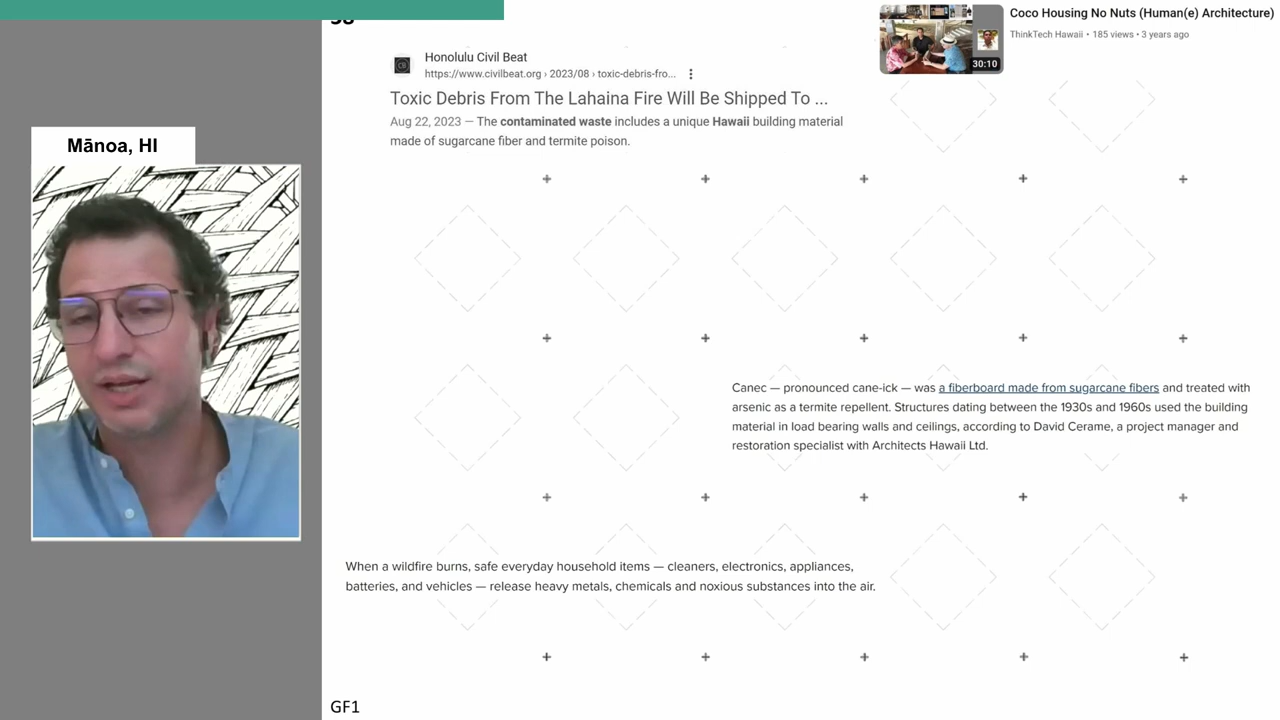 Coco Housing No Nuts (Human(e) Architecture)
ThinkTech Hawaii • 185 views • 3 years ago
30:10
Honolulu Civil Beat
https://www.civilbeat.org › 2023/08 › toxic-debris-fro...
Toxic Debris From The Lahaina Fire Will Be Shipped To ...
Aug 22, 2023 — The contaminated waste includes a unique Hawaii building material
made of sugarcane fiber and termite poison.
Mānoa, HI
Canec — pronounced cane-ick — was a fiberboard made from sugarcane fibers and treated with
arsenic as a termite repellent. Structures dating between the 1930s and 1960s used the building
material in load bearing walls and ceilings, according to David Cerame, a project manager and
restoration specialist with Architects Hawaii Ltd.
When a wildfire burns, safe everyday household items — cleaners, electronics, appliances,
batteries, and vehicles — release heavy metals, chemicals and noxious substances into the air.
GF1